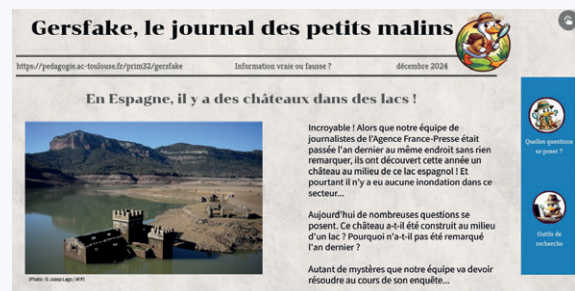 Gersfake, le journal des petits malins
https://pedagogie.ac-toulouse.fr/prim32/gersfake
Information vraie ou fausse ?
décembre 2024
En Espagne, il y a des châteaux dans des lacs !
Incroyable ! Alors que notre équipe de
journalistes de l'Agence France-Presse était
passée l'an dernier au même endroit sans rien
remarquer, ils ont découvert cette année un
château au milieu de ce lac espagnol ! Et
pourtant il n'y a eu aucune inondation dans ce
secteur...
Aujourd'hui de nombreuses questions se
posent. Ce château a-t-il été construit au milieu
d'un lac ? Pourquoi n'a-t-il pas été remarqué
l'an dernier ?
Autant de mystères que notre équipe va devoir
résoudre au cours de son enquête...
(Photo : © Josep Lago / AFP)
Quelles questions
se poser ?
Outils de
recherche